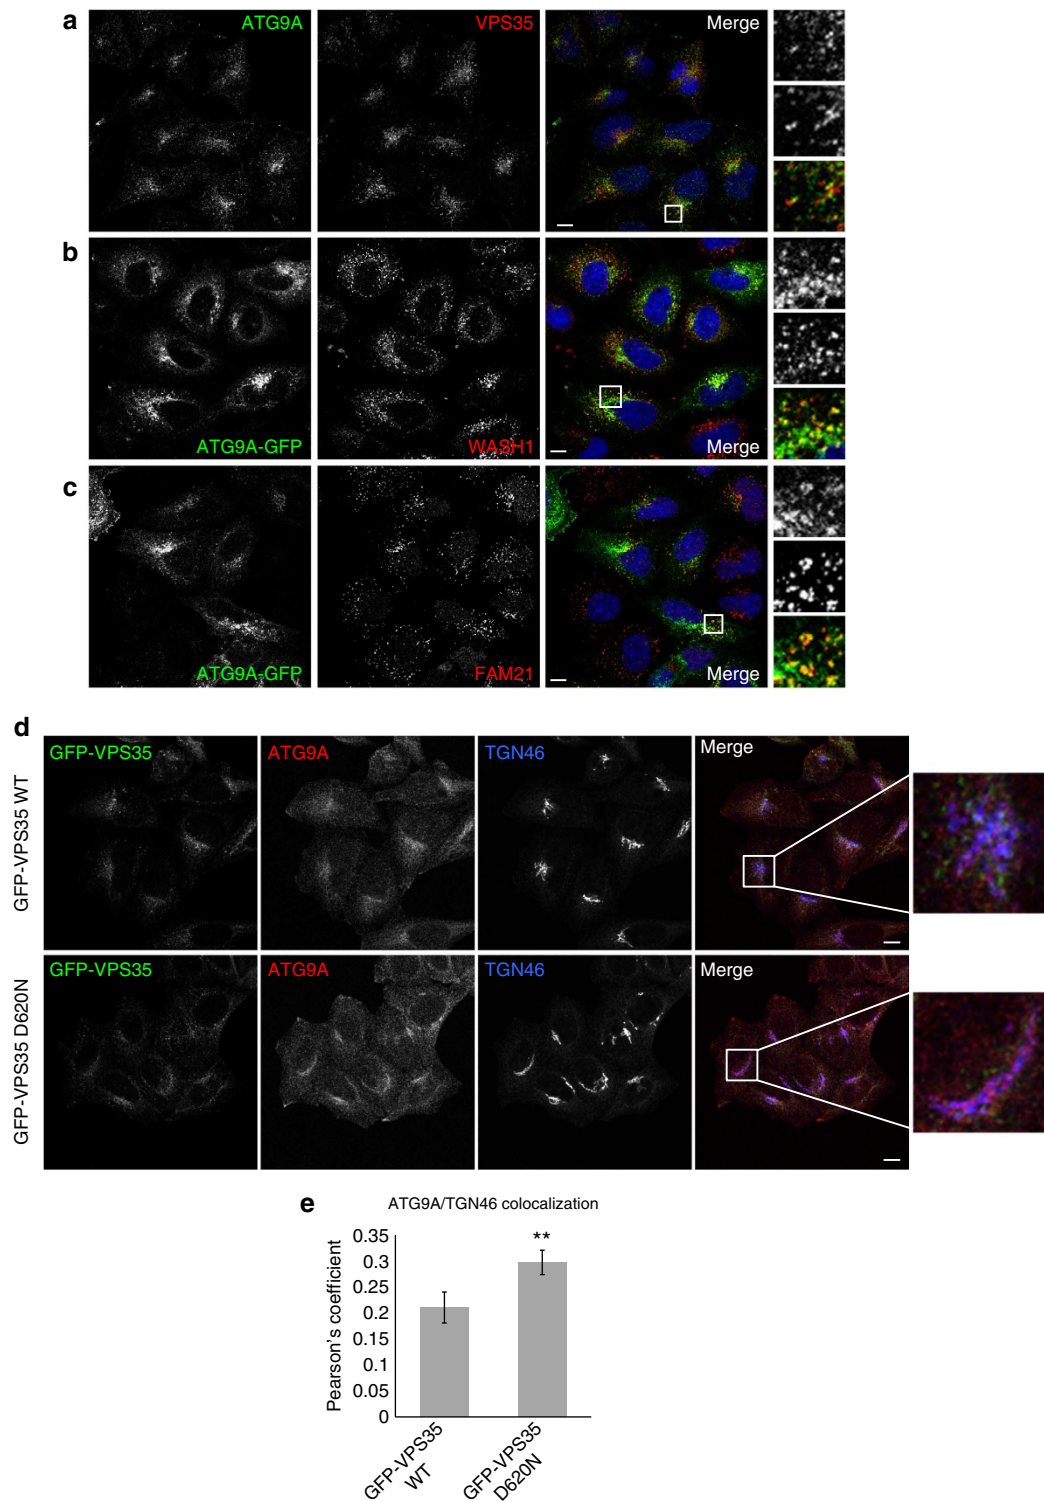 a
ATG9A
VPS35
Merge
b
ATG9A-GFP
WASH1
Merge
c
ATG9A-GFP
FAM21
Merge
d
GFP-VPS35 WT
GFP-VPS35
ATG9A
TGN46
Merge
GFP-VPS35 D620N
GFP-VPS35
ATG9A
TGN46
Merge
e
ATG9A/TGN46 colocalization
Pearson's coefficient
0.35
0.3
0.25
0.2
0.15
0.1
0.05
0
**
GFP-VPS35
WT
GFP-VPS35
D620N